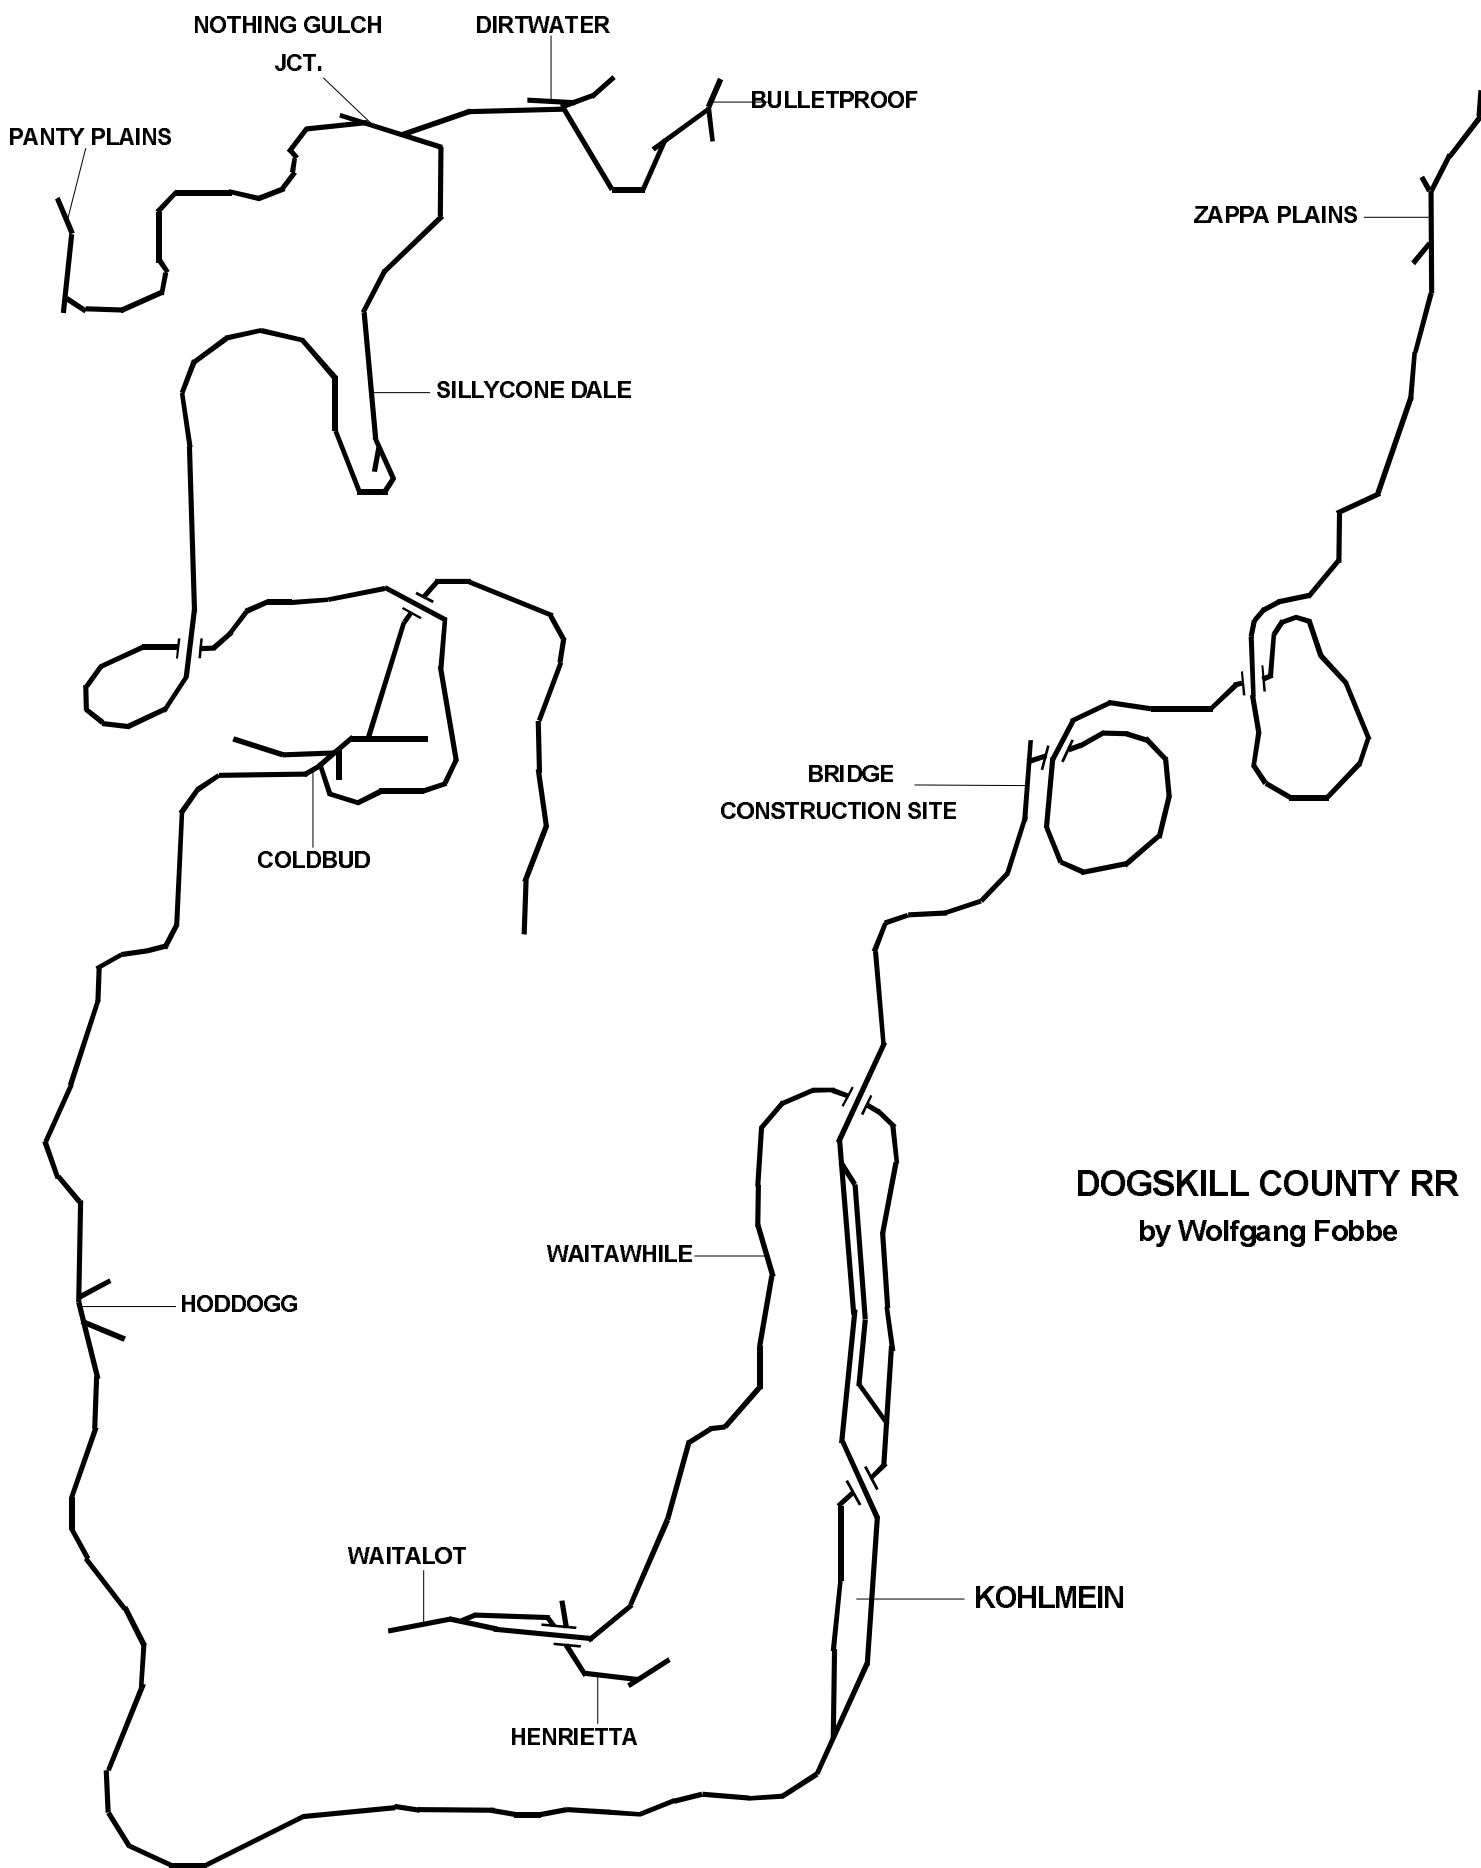 NOTHING GULCH
JCT.
DIRTWATER
BULLETPROOF
PANTY PLAINS
ZAPPA PLAINS
SILLYCONE DALE
BRIDGE
CONSTRUCTION SITE
COLDBUD
DOGSKILL COUNTY RR
by Wolfgang Fobbe
WAITAWHILE
HODDOGG
WAITALOT
KOHLMEIN
HENRIETTA